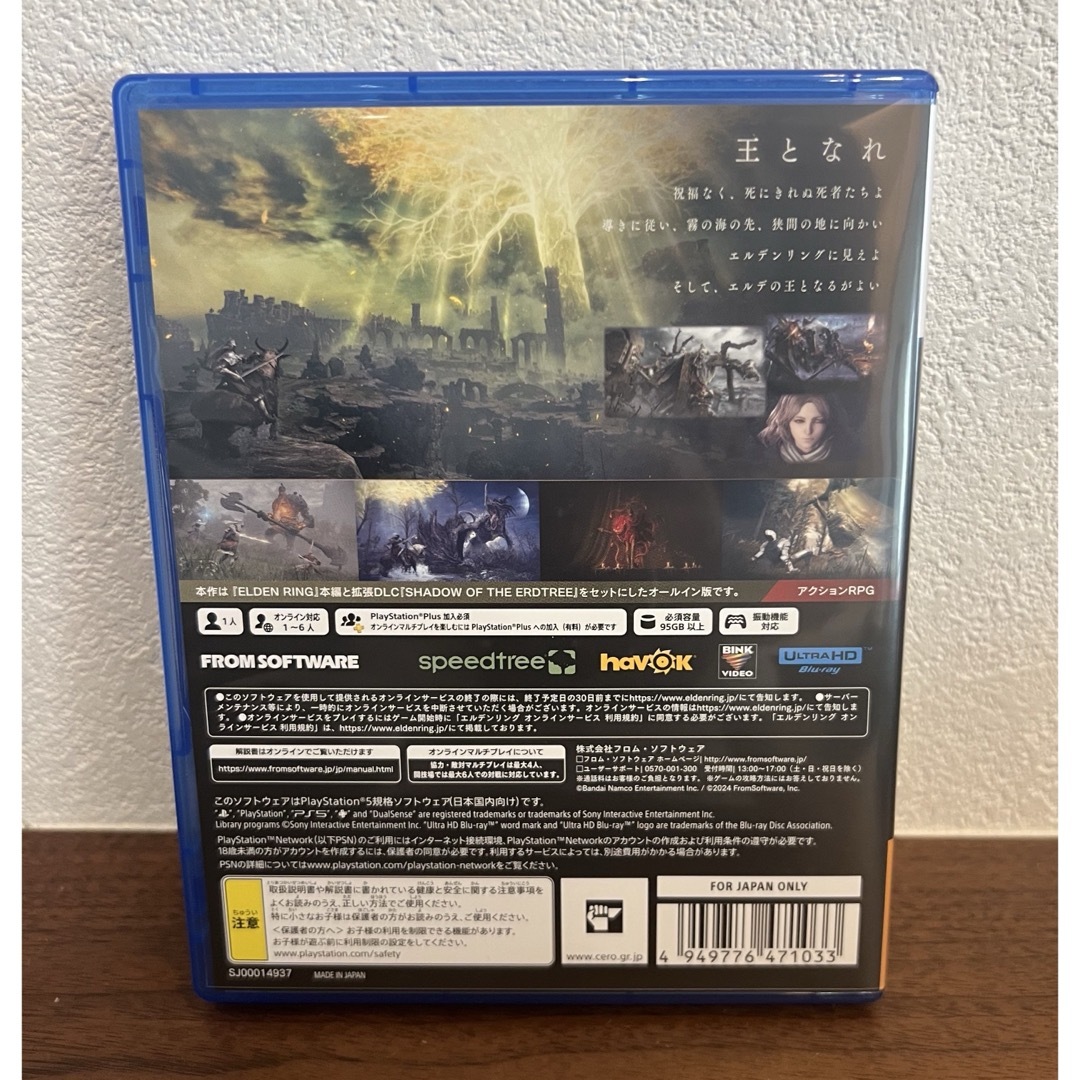 王となれ
祝福なく、死にきれぬ死者たちよ
導きに従い、霧の海の先、狭間の地に向かい
エルデンリングに見えよ
そして、エルデの王となるがよい
本作は『ELDEN RING』本編と拡張DLC『SHADOW OF THE ERDTREE』をセットにしたオールイン版です。
アクションRPG
1人
オンライン対応
1～6人
PlayStation®Plus 加入必須
オンラインマルチプレイを楽しむには PlayStation®Plus への加入（有料）が必要です
必須容量
95GB 以上
振動機能
対応
FROMSOFTWARE
speedtree
havok
BINK
VIDEO
ULTRA HD
Blu-ray™
●このソフトウェアを使用して提供されるオンラインサービスの終了の際には、終了予定日の30日前までにhttps://www.eldenring.jp/にて告知します。 ●サーバー
メンテナンス等により、一時的にオンラインサービスを中断させていただく場合がございます。オンラインサービスの情報はhttps://www.eldenring.jp/にて告知しま
す。 ●オンラインサービスをプレイするにはゲーム開始時に「エルデンリング オンラインサービス 利用規約」に同意する必要がございます。「エルデンリング オン
ラインサービス 利用規約」は、https://www.eldenring.jp/にて掲載しております。
解説書はオンラインでご覧いただけます
https://www.fromsoftware.jp/jp/manual.html
オンラインマルチプレイについて
協力・敵対マルチプレイは最大4人、
闘技場では最大6人での対戦に対応しています。
株式会社フロム・ソフトウェア
□フロム・ソフトウェア ホームページ| http://www.fromsoftware.jp/
□ユーザーサポート| 0570-001-300 受付時間| 13:00～17:00（土・日・祝日を除く）
※通話料はお客様のご負担となります。 ※ゲームの攻略方法にはお答えしておりません。
©Bandai Namco Entertainment Inc. / ©2024 FromSoftware, Inc.
このソフトウェアはPlayStation®5規格ソフトウェア(日本国内向け)です。
"PlayStation", "PS5", and "DualSense" are registered trademarks or trademarks of Sony Interactive Entertainment Inc.
Library programs ©Sony Interactive Entertainment Inc. "Ultra HD Blu-ray™" word mark and "Ultra HD Blu-ray™" logo are trademarks of the Blu-ray Disc Association.
PlayStation™Network (以下PSN) のご利用にはインターネット接続環境、PlayStation™Networkのアカウントの作成および利用条件の遵守が必要です。
18歳未満の方がアカウントを作成するには、保護者の同意が必要です。利用するサービスによっては、別途費用がかかる場合があります。
PSNの詳細についてはwww.playstation.com/playstation-networkをご覧ください。
ちゅうい
注意
取扱説明書や解説書に書かれている健康と安全に関する注意事項を
よくお読みのうえ、正しい方法でご使用ください。
特に小さなお子様は保護者の方がお読みのうえ、ご使用ください。
＜保護者の方へ＞ お子様の利用を制限できる機能があります。
お子様が遊ぶ前に利用制限の設定をしてください。
www.playstation.com/safety
www.cero.gr.jp
FOR JAPAN ONLY
4 949776 471033
SJ00014937
MADE IN JAPAN